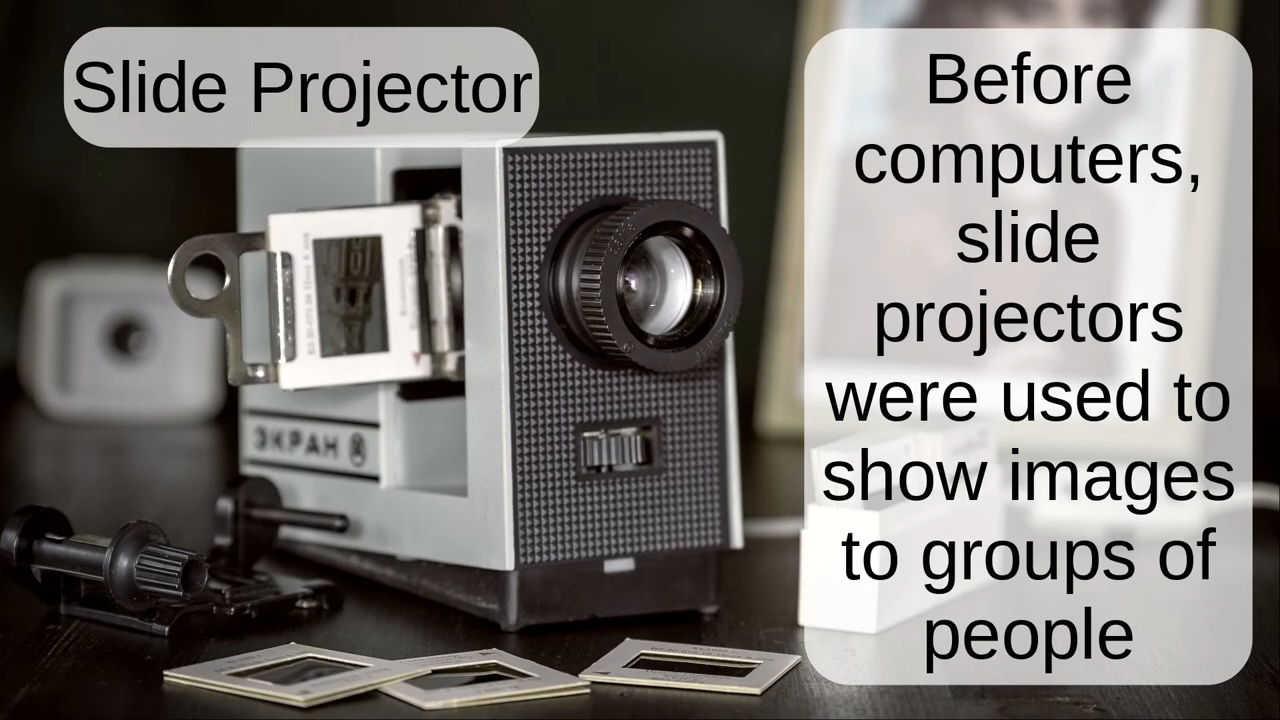 Slide Projector
Before
computers,
slide
projectors
were used to
show images
to groups of
people
ЭКРАН